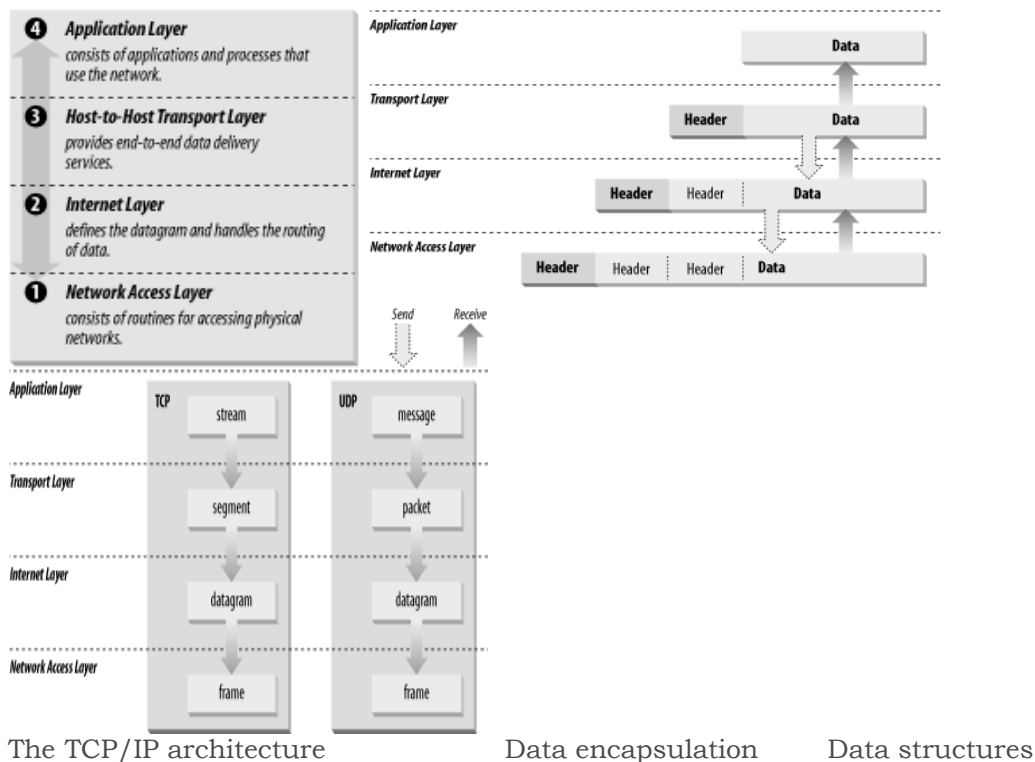 4 Application Layer
consists of applications and processes that
use the network.
3 Host-to-Host Transport Layer
provides end-to-end data delivery
services.
2 Internet Layer
defines the datagram and handles the routing
of data.
1 Network Access Layer
consists of routines for accessing physical
networks.
Application Layer
Data
Transport Layer
Header Data
Internet Layer
Header Header Data
Network Access Layer
Header Header Header Data
Send Receive
Application Layer
TCP stream UDP message
Transport Layer
segment packet
Internet Layer
datagram datagram
Network Access Layer
frame frame
The TCP/IP architecture Data encapsulation Data structures